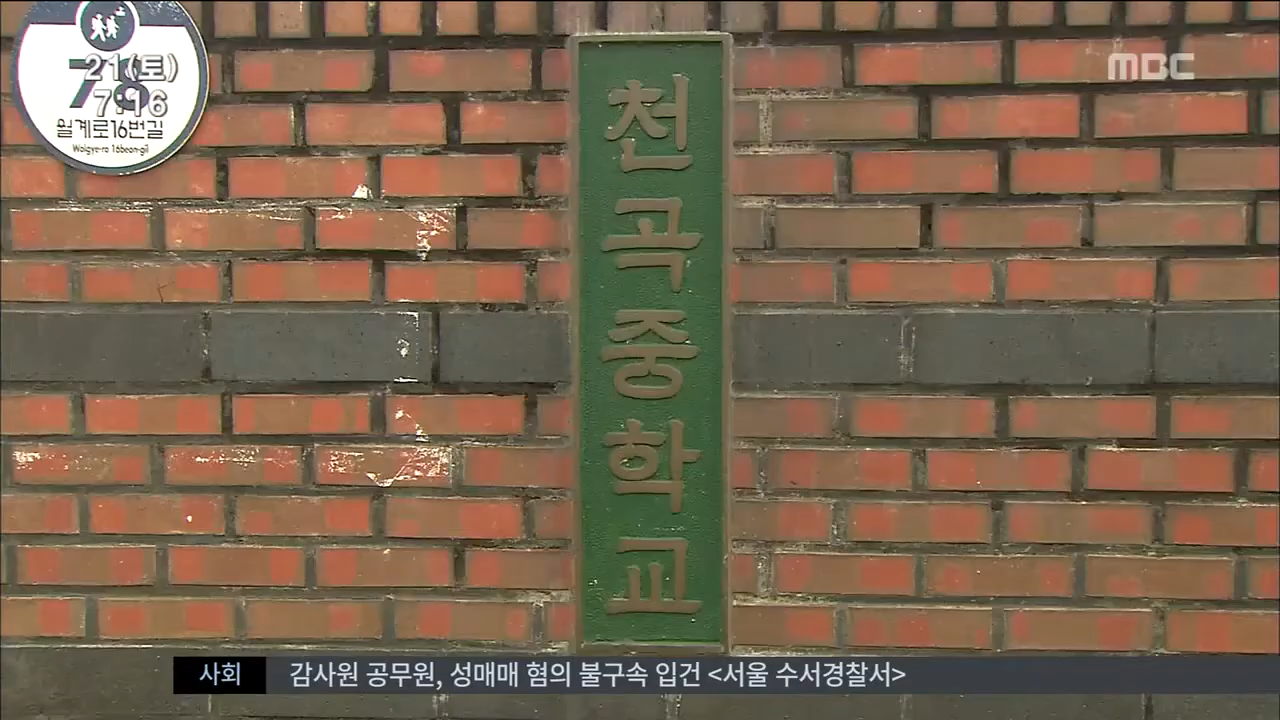 21(토)
7:16
월계로16번길
Wolgye-ro 16beon-gil
MBC
천곡중학교
사회 감사원 공무원, 성매매 혐의 불구속 입건 <서울 수서경찰서>